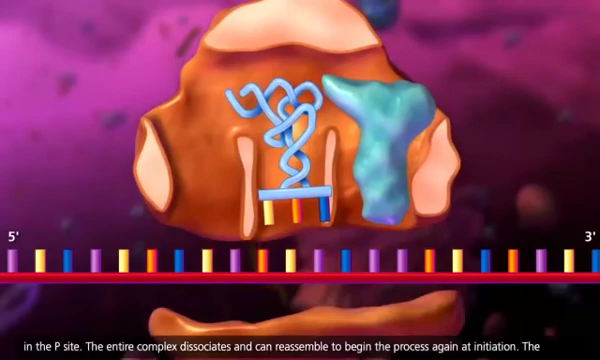 5'
3'
in the P site. The entire complex dissociates and can reassemble to begin the process again at initiation. The